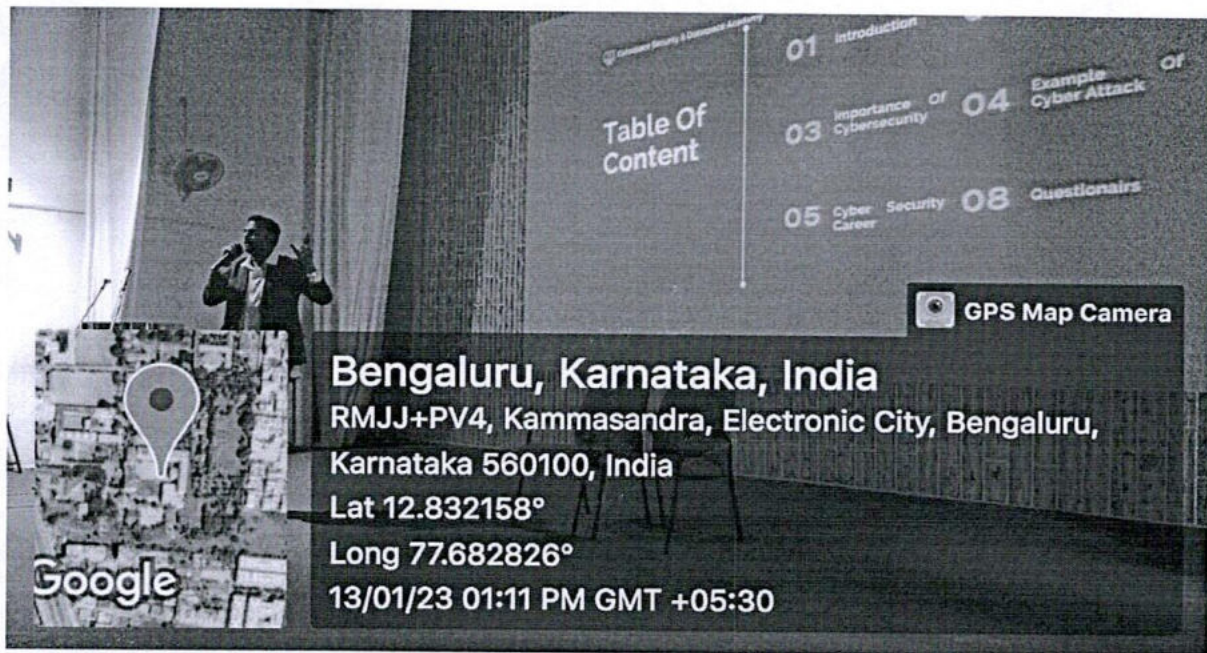 Security & Academy
Table Of
Content
01 Introduction
03 Importance Of
Cybersecurity
04 Example Of
Cyber Attack
05 Cyber Security
Career
08 Questionairs
GPS Map Camera
Bengaluru, Karnataka, India
RMJJ+PV4, Kammasandra, Electronic City, Bengaluru,
Karnataka 560100, India
Lat 12.832158°
Long 77.682826°
13/01/23 01:11 PM GMT +05:30
Google